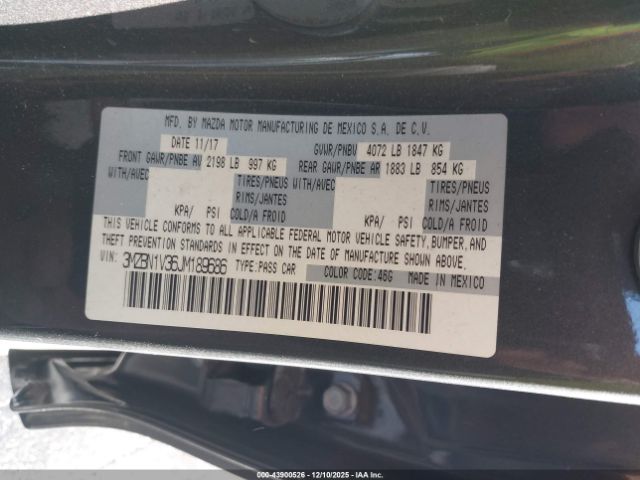 MFD. BY MAZDA MOTOR MANUFACTURING DE MEXICO S.A. DE C.V.
DATE 11/17 GVWR/PNBV 4072 LB 1847 KG
FRONT GAWR/PNBE AV 2198 LB 997 KG REAR GAWR/PNBE AR 1883 LB 854 KG
WITH/AVEC TIRES/PNEUS WITH/AVEC TIRES/PNEUS
RIMS/JANTES RIMS/JANTES
KPA/ PSI COLD/A FROID KPA/ PSI COLD/A FROID
THIS VEHICLE CONFORMS TO ALL APPLICABLE FEDERAL MOTOR VEHICLE SAFETY, BUMPER, AND
THEFT PREVENTION STANDARDS IN EFFECT ON THE DATE OF MANUFACTURE SHOWN ABOVE.
VIN: 3MZBN1V36JM189686 TYPE: PASS CAR COLOR CODE: 46G MADE IN MEXICO
000-43900526 - 12/10/2025 - IAA Inc.